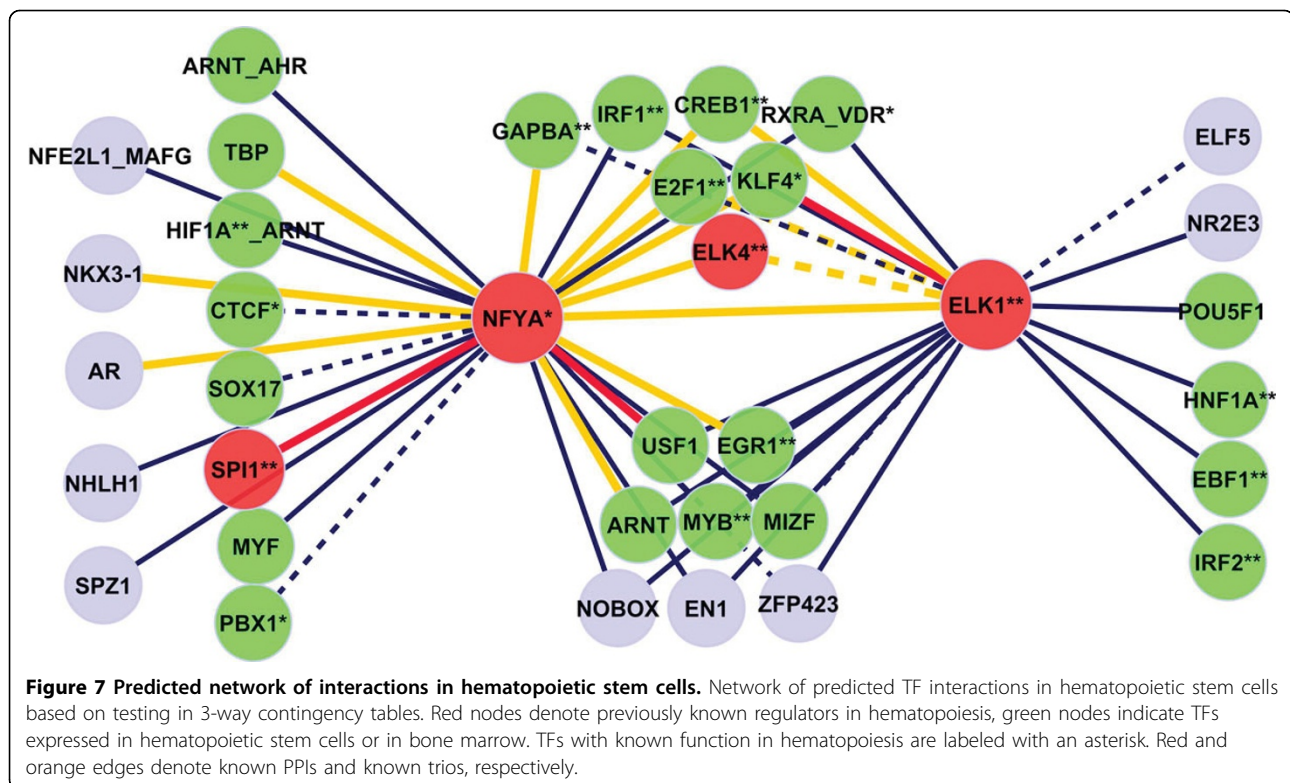 ARNT_AHR
GAPBA**
IRF1**
CREB1**
RXRA_VDR*
NFE2L1_MAFG
TBP
ELF5
E2F1**
KLF4*
HIF1A**_ARNT
NR2E3
ELK4**
NKX3-1
CTCF*
NFYA*
ELK1**
POU5F1
AR
SOX17
HNF1A**
NHLH1
SPI1**
USF1
EGR1**
EBF1**
MYF
ARNT
MYB**
MIZF
IRF2**
SPZ1
PBX1*
NOBOX
EN1
ZFP423
Figure 7 Predicted network of interactions in hematopoietic stem cells. Network of predicted TF interactions in hematopoietic stem cells
based on testing in 3-way contingency tables. Red nodes denote previously known regulators in hematopoiesis, green nodes indicate TFs
expressed in hematopoietic stem cells or in bone marrow. TFs with known function in hematopoiesis are labeled with an asterisk. Red and
orange edges denote known PPIs and known trios, respectively.